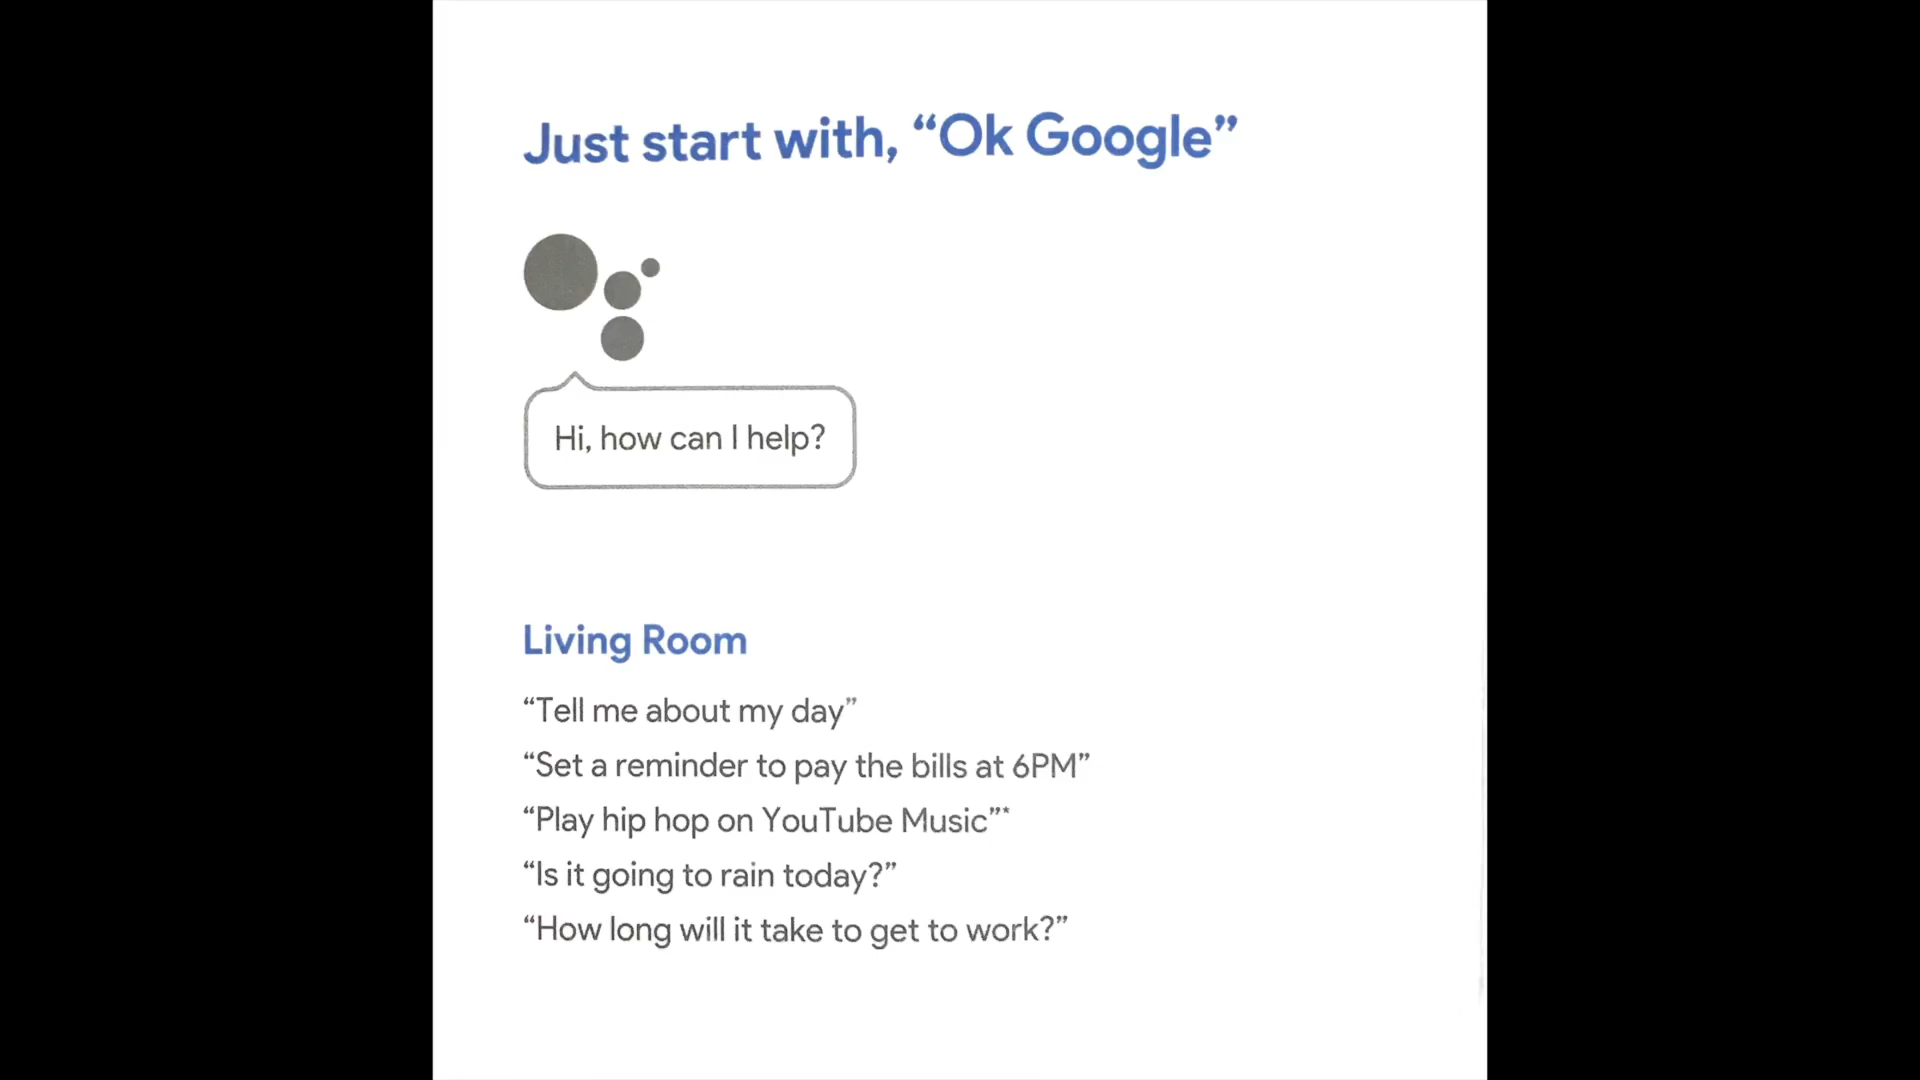 Just start with, “Ok Google”
Hi, how can I help?
Living Room
“Tell me about my day”
“Set a reminder to pay the bills at 6PM”
“Play hip hop on YouTube Music”*
“Is it going to rain today?”
“How long will it take to get to work?”